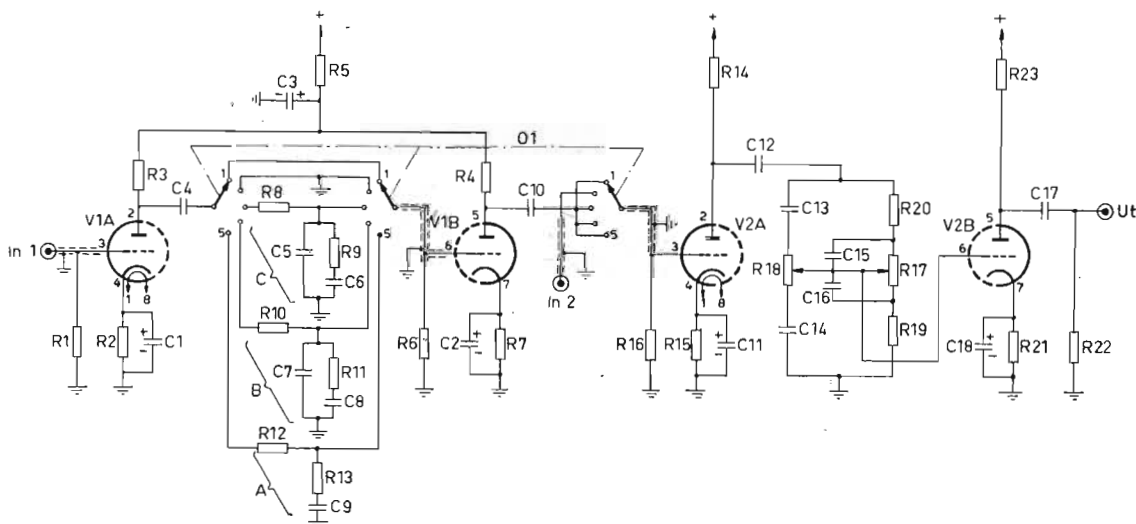 +
R5
C3
- +
O1
R3
C4
1
R8
1
R4
C10
1
5
In 2
+
R14
C12
+
R23
C17
Ut
V1A
2
3
4
1 8
In 1
R1
R2
+
-
C1
5
C
C5
R9
C6
5
V1B
5
6
7
R6
C2
+
-
R7
R10
B
C7
R11
C8
R12
A
R13
C9
V2A
2
3
4
1 8
R16
R15
+
-
C11
C13
R20
R18
C15
C16
R17
C14
R19
V2B
5
6
7
C18
+
-
R21
R22